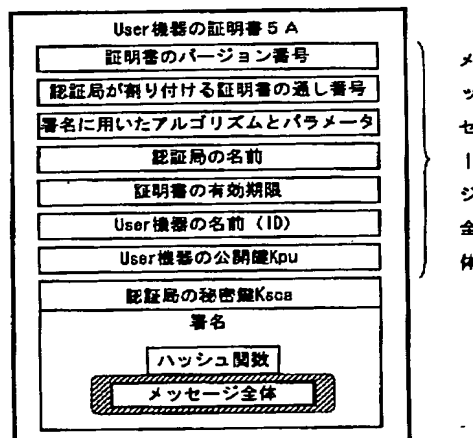 User機器の証明書5A
証明書のバージョン番号
認証局が割り付ける証明書の通し番号
署名に用いたアルゴリズムとパラメータ
認証局の名前
証明書の有効期限
User機器の名前 (ID)
User機器の公開鍵Kpu
認証局の秘密鍵Ksca
署名
ハッシュ関数
メッセージ全体
メッセージ全体